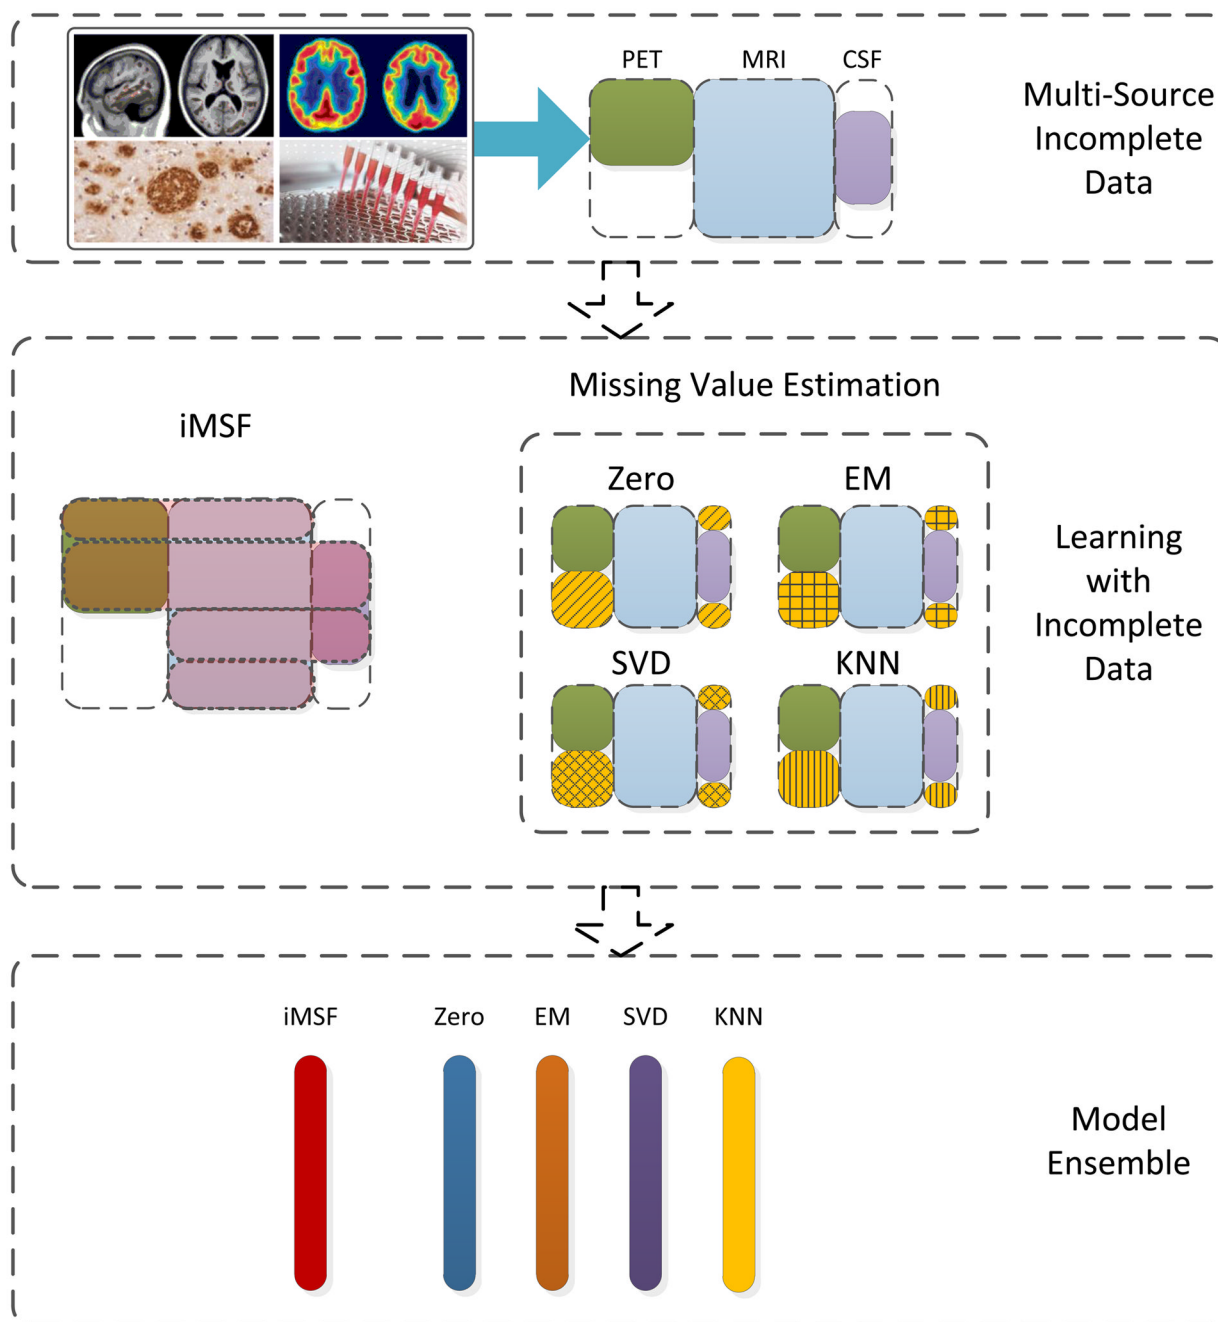 PET MRI CSF
Multi-Source
Incomplete
Data
Missing Value Estimation
iMSF
Zero EM
SVD KNN
Learning
with
Incomplete
Data
iMSF Zero EM SVD KNN
Model
Ensemble